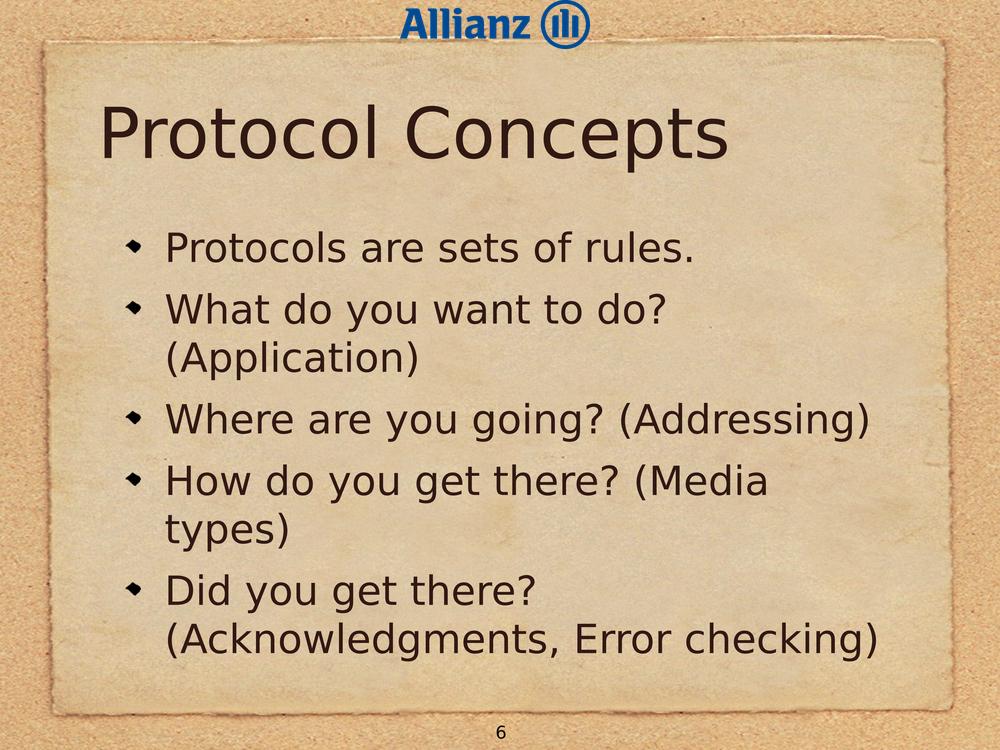 Allianz
Protocol Concepts
Protocols are sets of rules.
What do you want to do?
(Application)
Where are you going? (Addressing)
How do you get there? (Media
types)
Did you get there?
(Acknowledgments, Error checking)
6